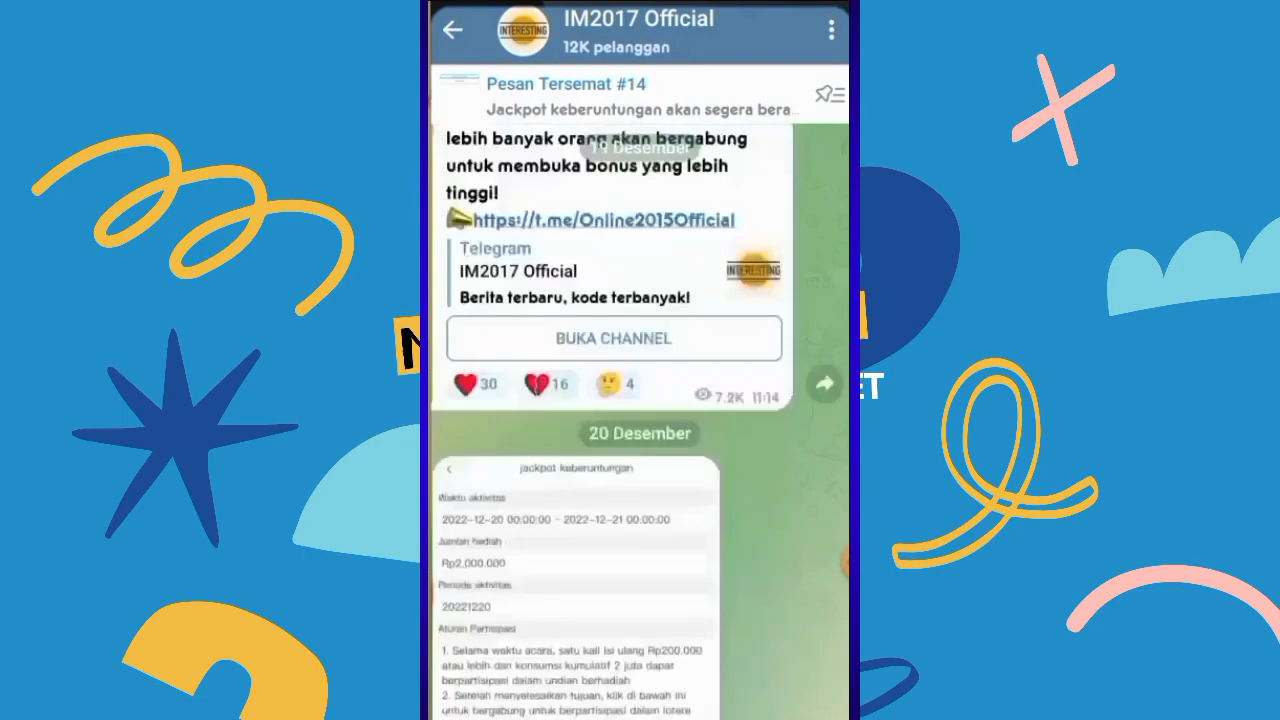 IM2017 Official
12K pelanggan
INTERESTING
Pesan Tersemat #14
Jackpot keberuntungan akan segera bera...
lebih banyak orang akan bergabung
19 Desember
untuk membuka bonus yang lebih
tinggi!
https://t.me/Online2015Official
Telegram
IM2017 Official
INTERESTING
Berita terbaru, kode terbanyak!
BUKA CHANNEL
30 16 4
7.2K 11:14
N
ET
20 Desember
jackpot keberuntungan
Waktu aktivitas
2022-12-20 00:00:00 - 2022-12-21 00:00:00
Jumlah hadiah
Rp2,000.000
Periode aktivitas
20221220
Aturan Partisipasi
1. Selama waktu acara, satu kali isi ulang Rp200.000
atau lebih dan konsumsi kumulatif 2 juta dapat
berpartisipasi dalam undian berhadiah
2. Setelah menyelesaikan tujuan, klik di bawah ini
untuk bergabung untuk berpartisipasi dalam lotere